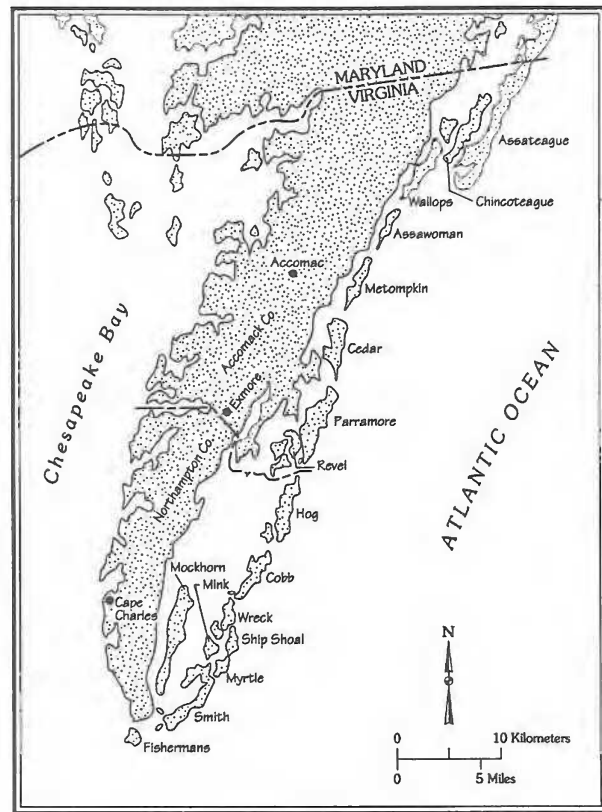 MARYLAND
VIRGINIA
Assateague
Wallops
Chincoteague
Assawoman
Accomac
Metompkin
Chesapeake Bay
Accomack Co.
Cedar
Exmore
Parramore
ATLANTIC OCEAN
Northampton Co.
Revel
Hog
Mockhorn
Mink
Cobb
Cape
Charles
Wreck
Ship Shoal
Myrtle
Smith
Fishermans
N
0 10 Kilometers
0 5 Miles